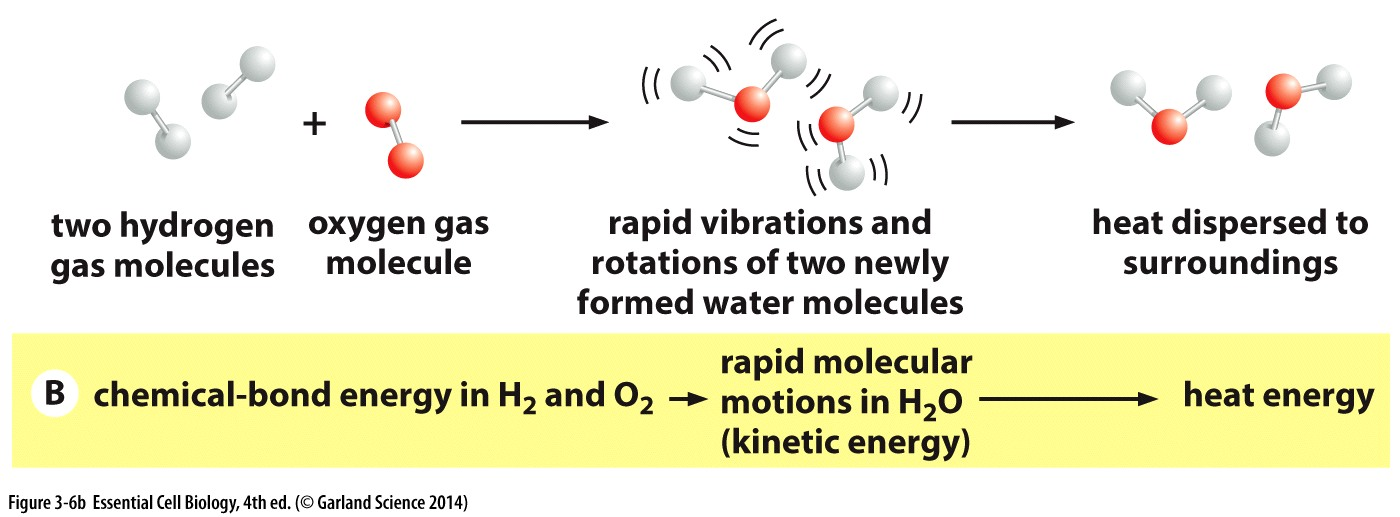 +
two hydrogen
gas molecules
oxygen gas
molecule
rapid vibrations and
rotations of two newly
formed water molecules
heat dispersed to
surroundings
B chemical-bond energy in H₂ and O₂
rapid molecular
motions in H₂O
(kinetic energy)
heat energy
Figure 3-6b Essential Cell Biology, 4th ed. (© Garland Science 2014)